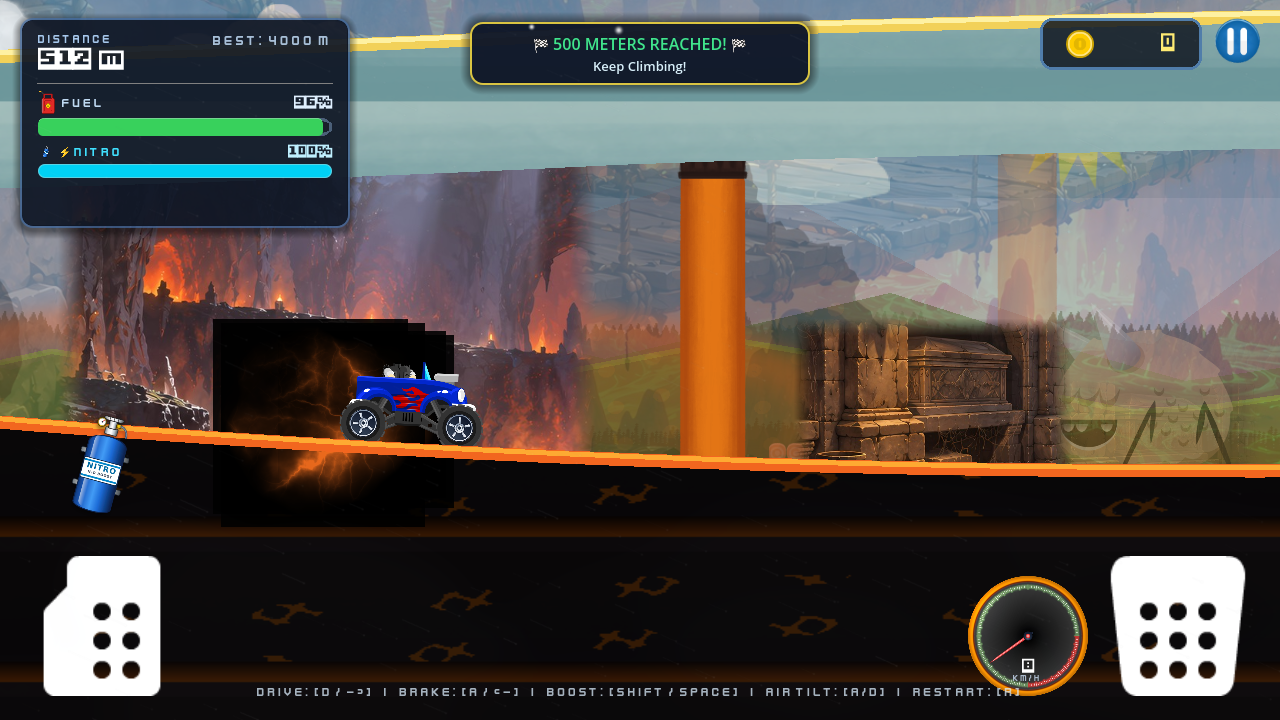 DISTANCE
BEST: 4000 M
512 m
FUEL
96%
NITRO
100%
500 METERS REACHED!
Keep Climbing!
0
NITRO
0
KM/H
DRIVE: [D / ->] | BRAKE: [A / <-] | BOOST: [SHIFT / SPACE] | AIR TILT: [A/D] | RESTART: [R]